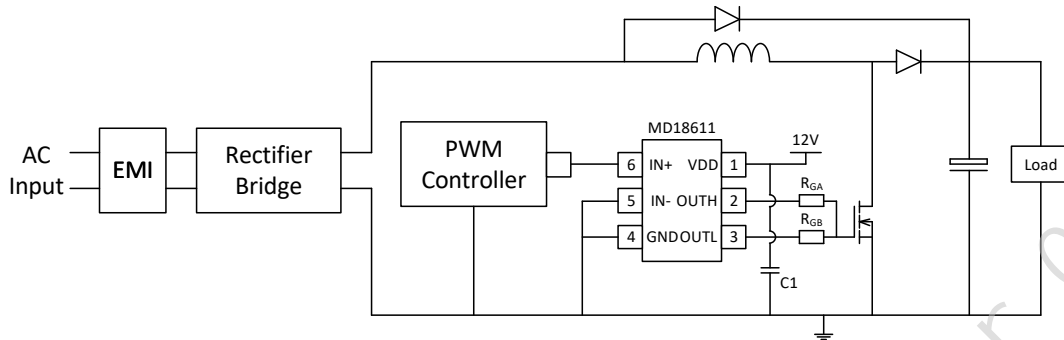 AC
Input
EMI
Rectifier
Bridge
PWM
Controller
MD18611
6 IN+ VDD 1
5 IN- OUTH 2
4 GND OUTL 3
12V
RGA
RGB
C1
Load
r